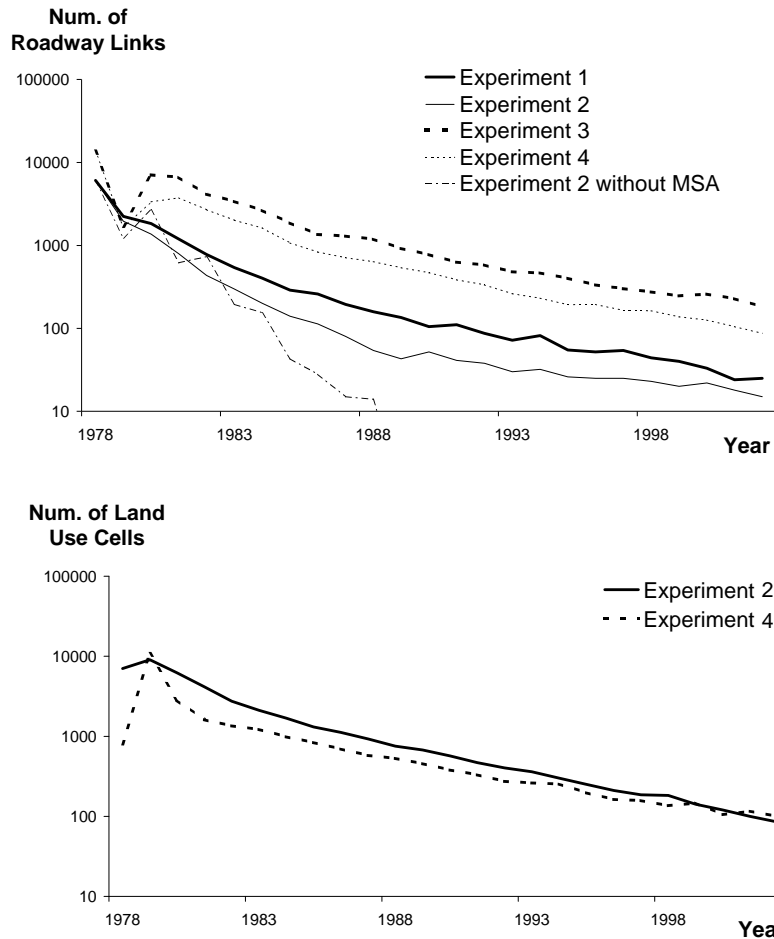 Num. of
Roadway Links
100000
10000
1000
100
10
Experiment 1
Experiment 2
Experiment 3
Experiment 4
Experiment 2 without MSA
1978 1983 1988 1993 1998
Year
Num. of Land
Use Cells
100000
10000
1000
100
10
Experiment 2
Experiment 4
1978 1983 1988 1993 1998
Yea